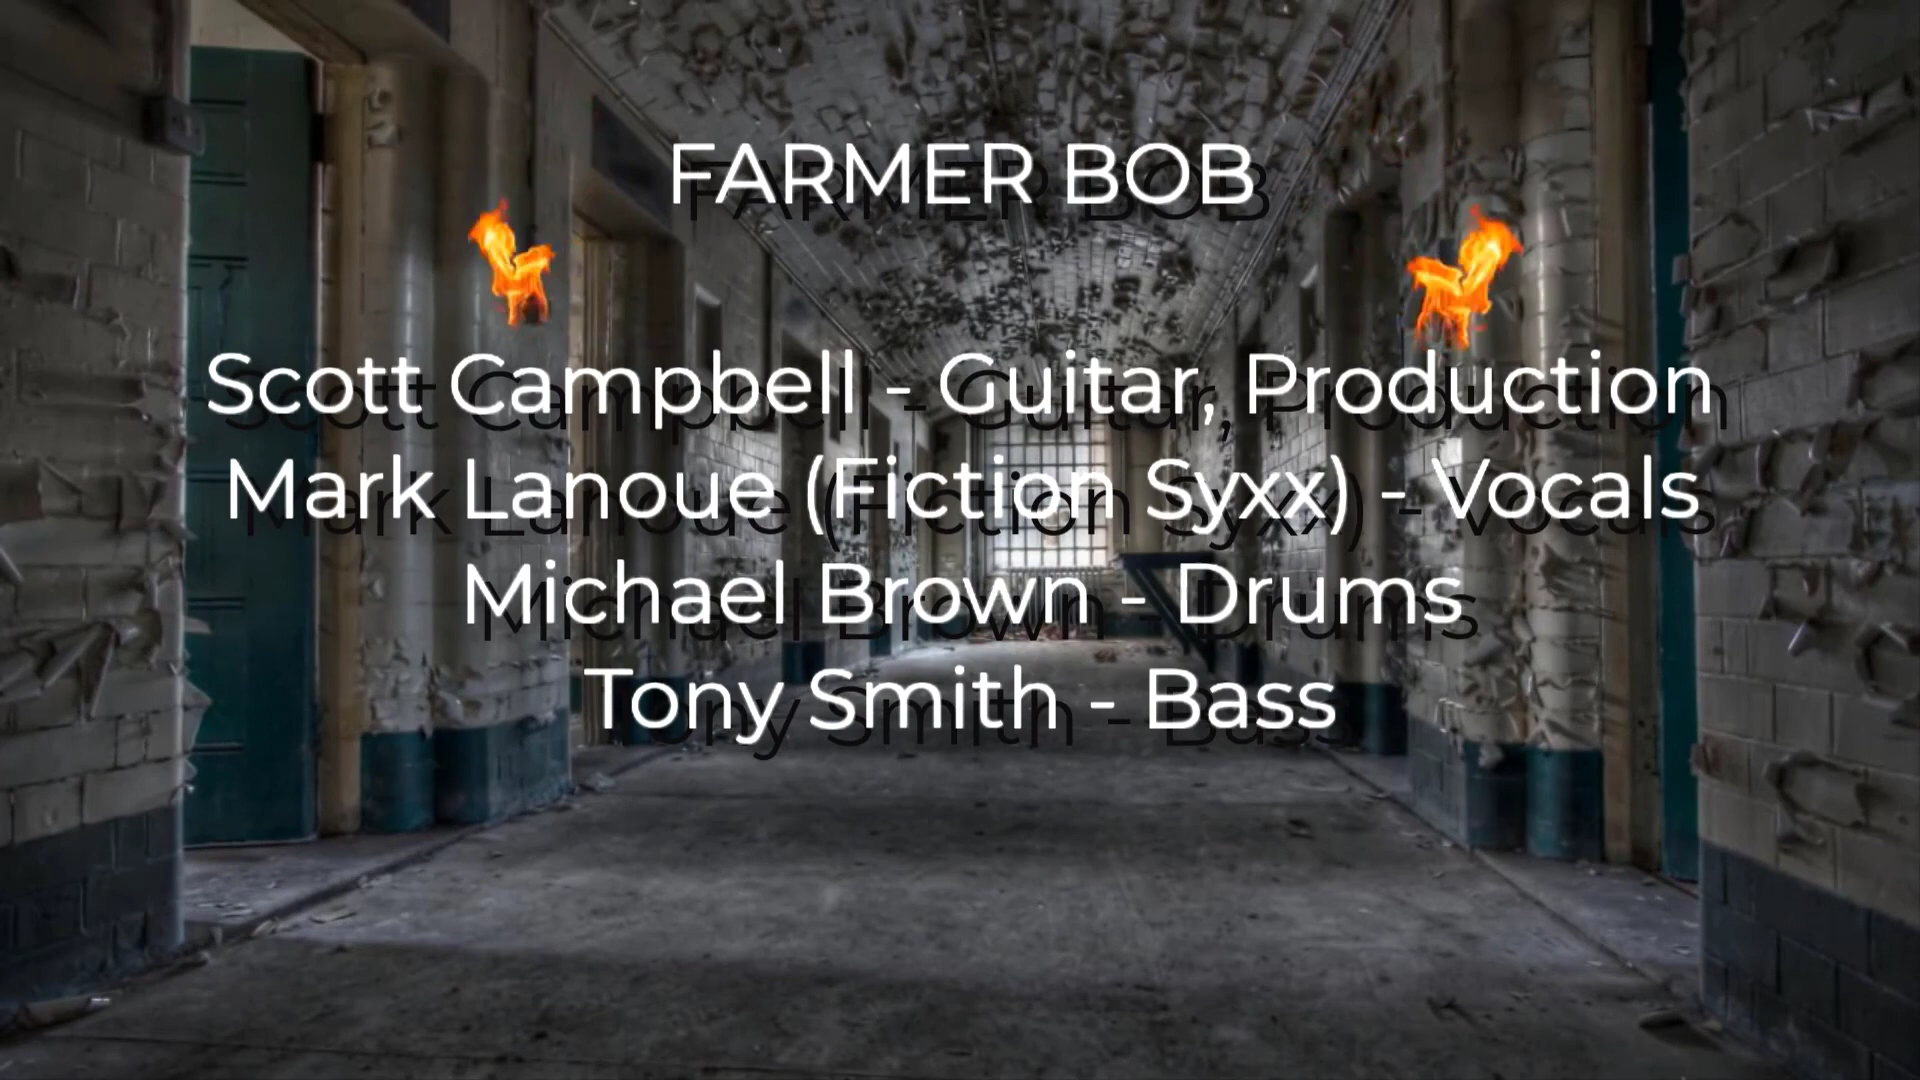 FARMER BOB
Scott Campbell - Guitar, Production
Mark Lanoue (Fiction Syxx) - Vocals
Michael Brown - Drums
Tony Smith - Bass